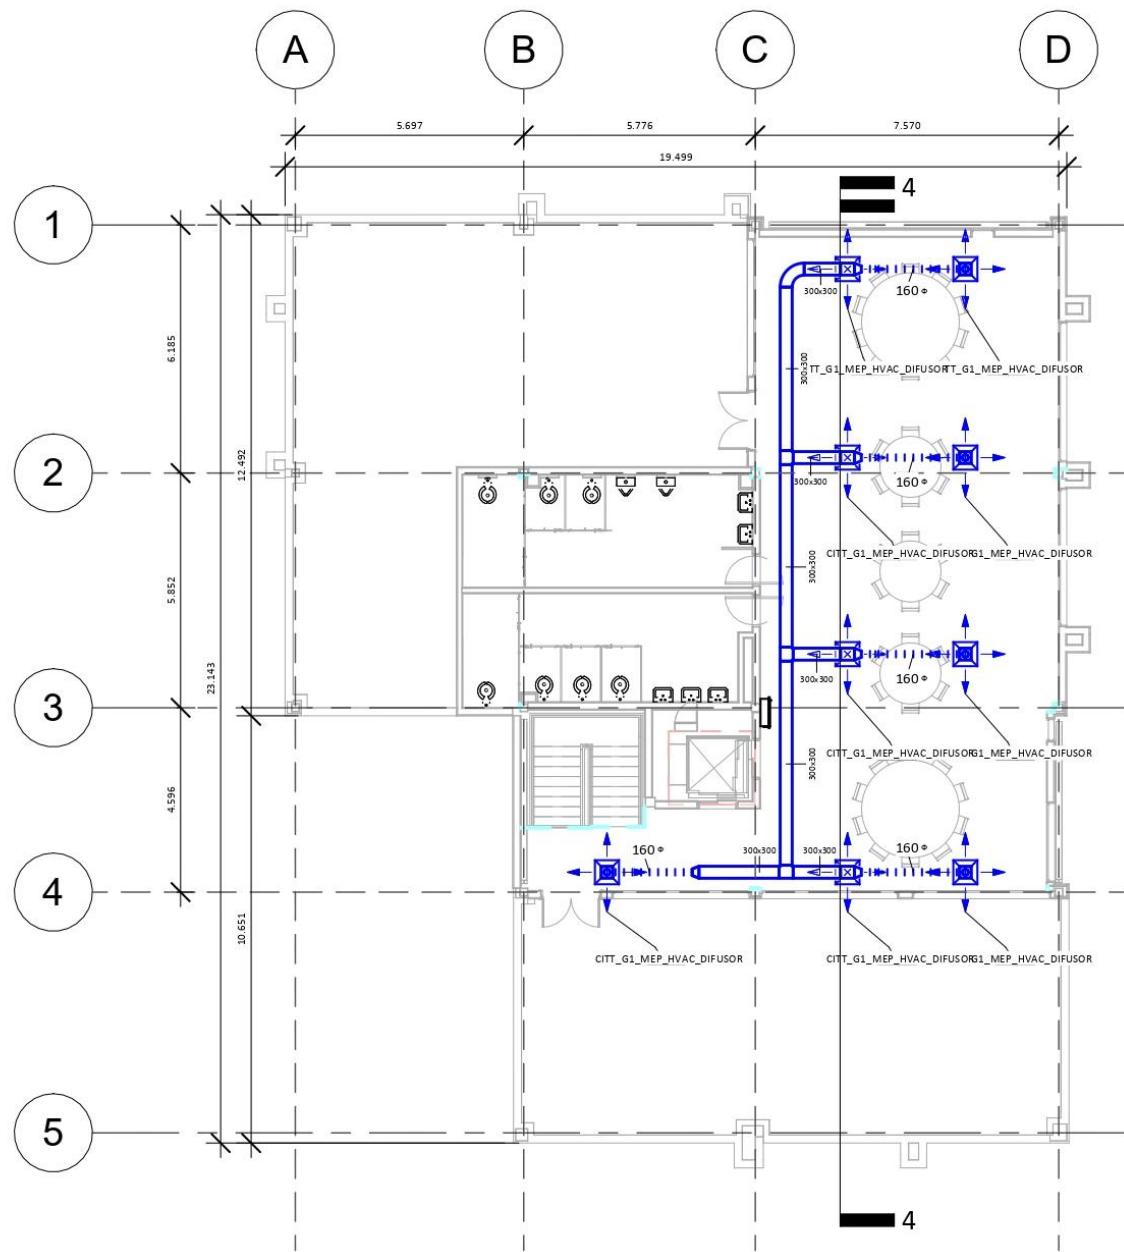 A B C D
5.697 5.776 7.570
19.499
4
1
300x300 160 Φ
6.185
300x300
TT_G1_MEP_HVAC_DIFUSOR TT_G1_MEP_HVAC_DIFUSOR
12.492
2
300x300 160 Φ
CITT_G1_MEP_HVAC_DIFUSOR G1_MEP_HVAC_DIFUSOR
300x300
5.852
23.143
300x300 160 Φ
3
CITT_G1_MEP_HVAC_DIFUSOR G1_MEP_HVAC_DIFUSOR
300x300
4.596
160 Φ 300x300 300x300 160 Φ
4
10.651
CITT_G1_MEP_HVAC_DIFUSOR CITT_G1_MEP_HVAC_DIFUSOR G1_MEP_HVAC_DIFUSOR
5
4